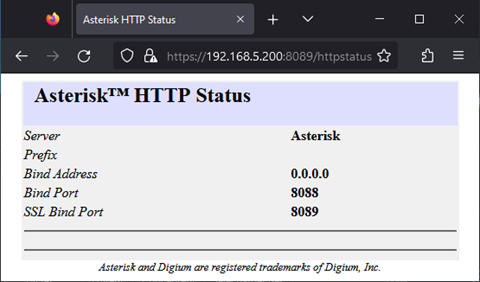 Asterisk HTTP Status
https://192.168.5.200:8089/httpstatus
Asterisk™ HTTP Status
Server Asterisk
Prefix
Bind Address 0.0.0.0
Bind Port 8088
SSL Bind Port 8089
Asterisk and Digium are registered trademarks of Digium, Inc.